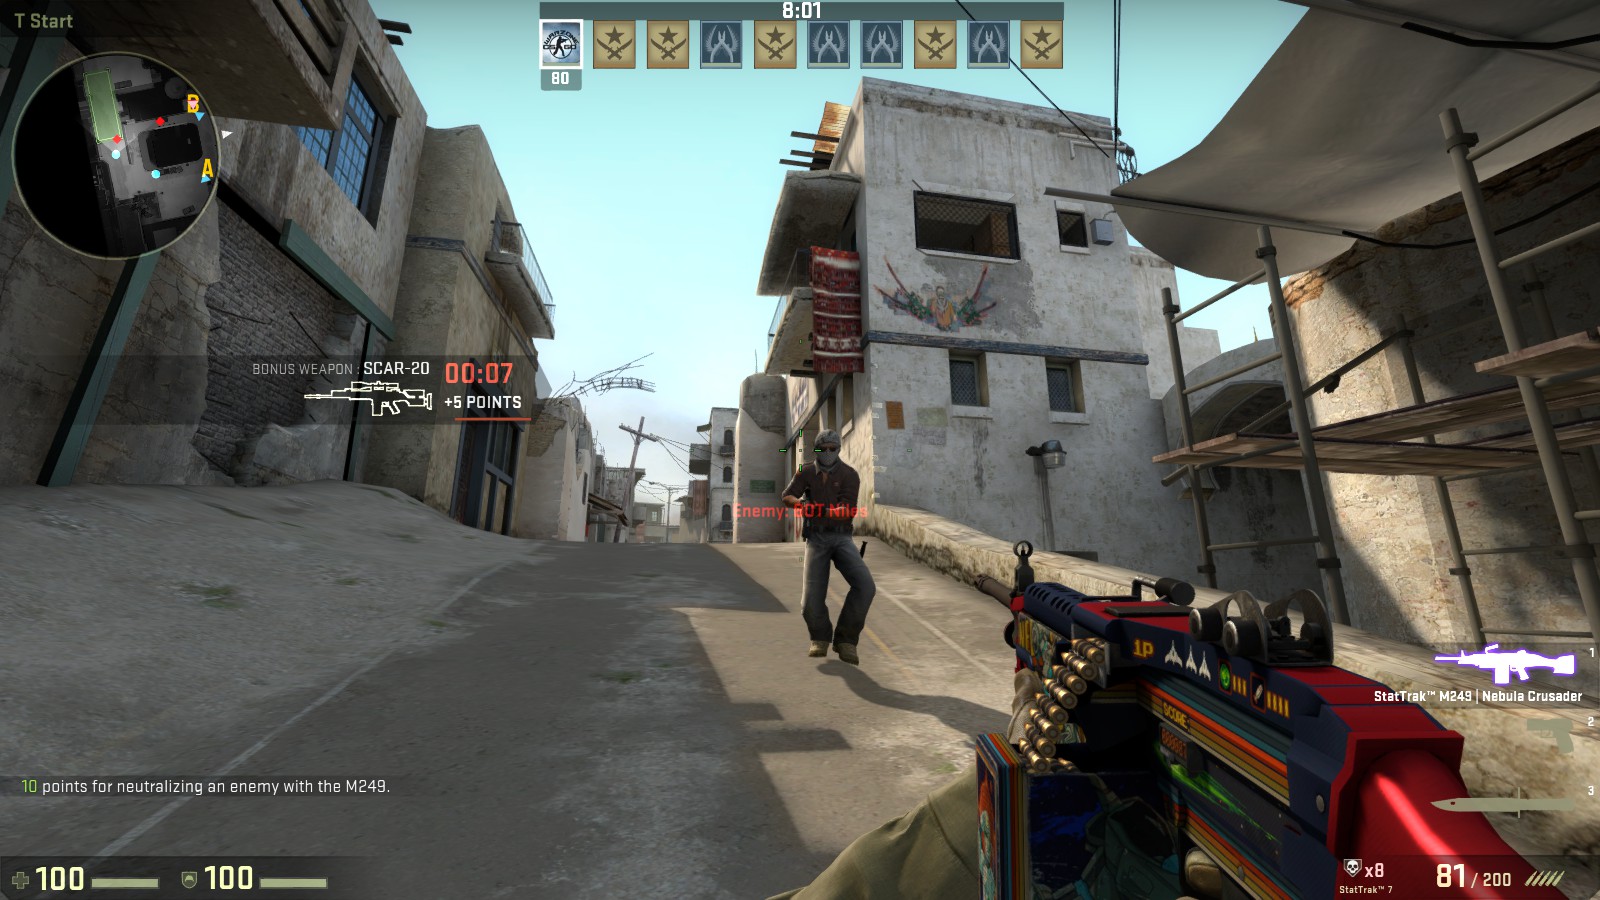 T Start
8:01
80
B
A
BONUS WEAPON : SCAR-20
00:07
+5 POINTS
Enemy: BOT Niles
1
StatTrak™ M249 | Nebula Crusader
2
1P
SCORE
3
10 points for neutralizing an enemy with the M249.
100
100
x8
StatTrak™ 7
81 / 200